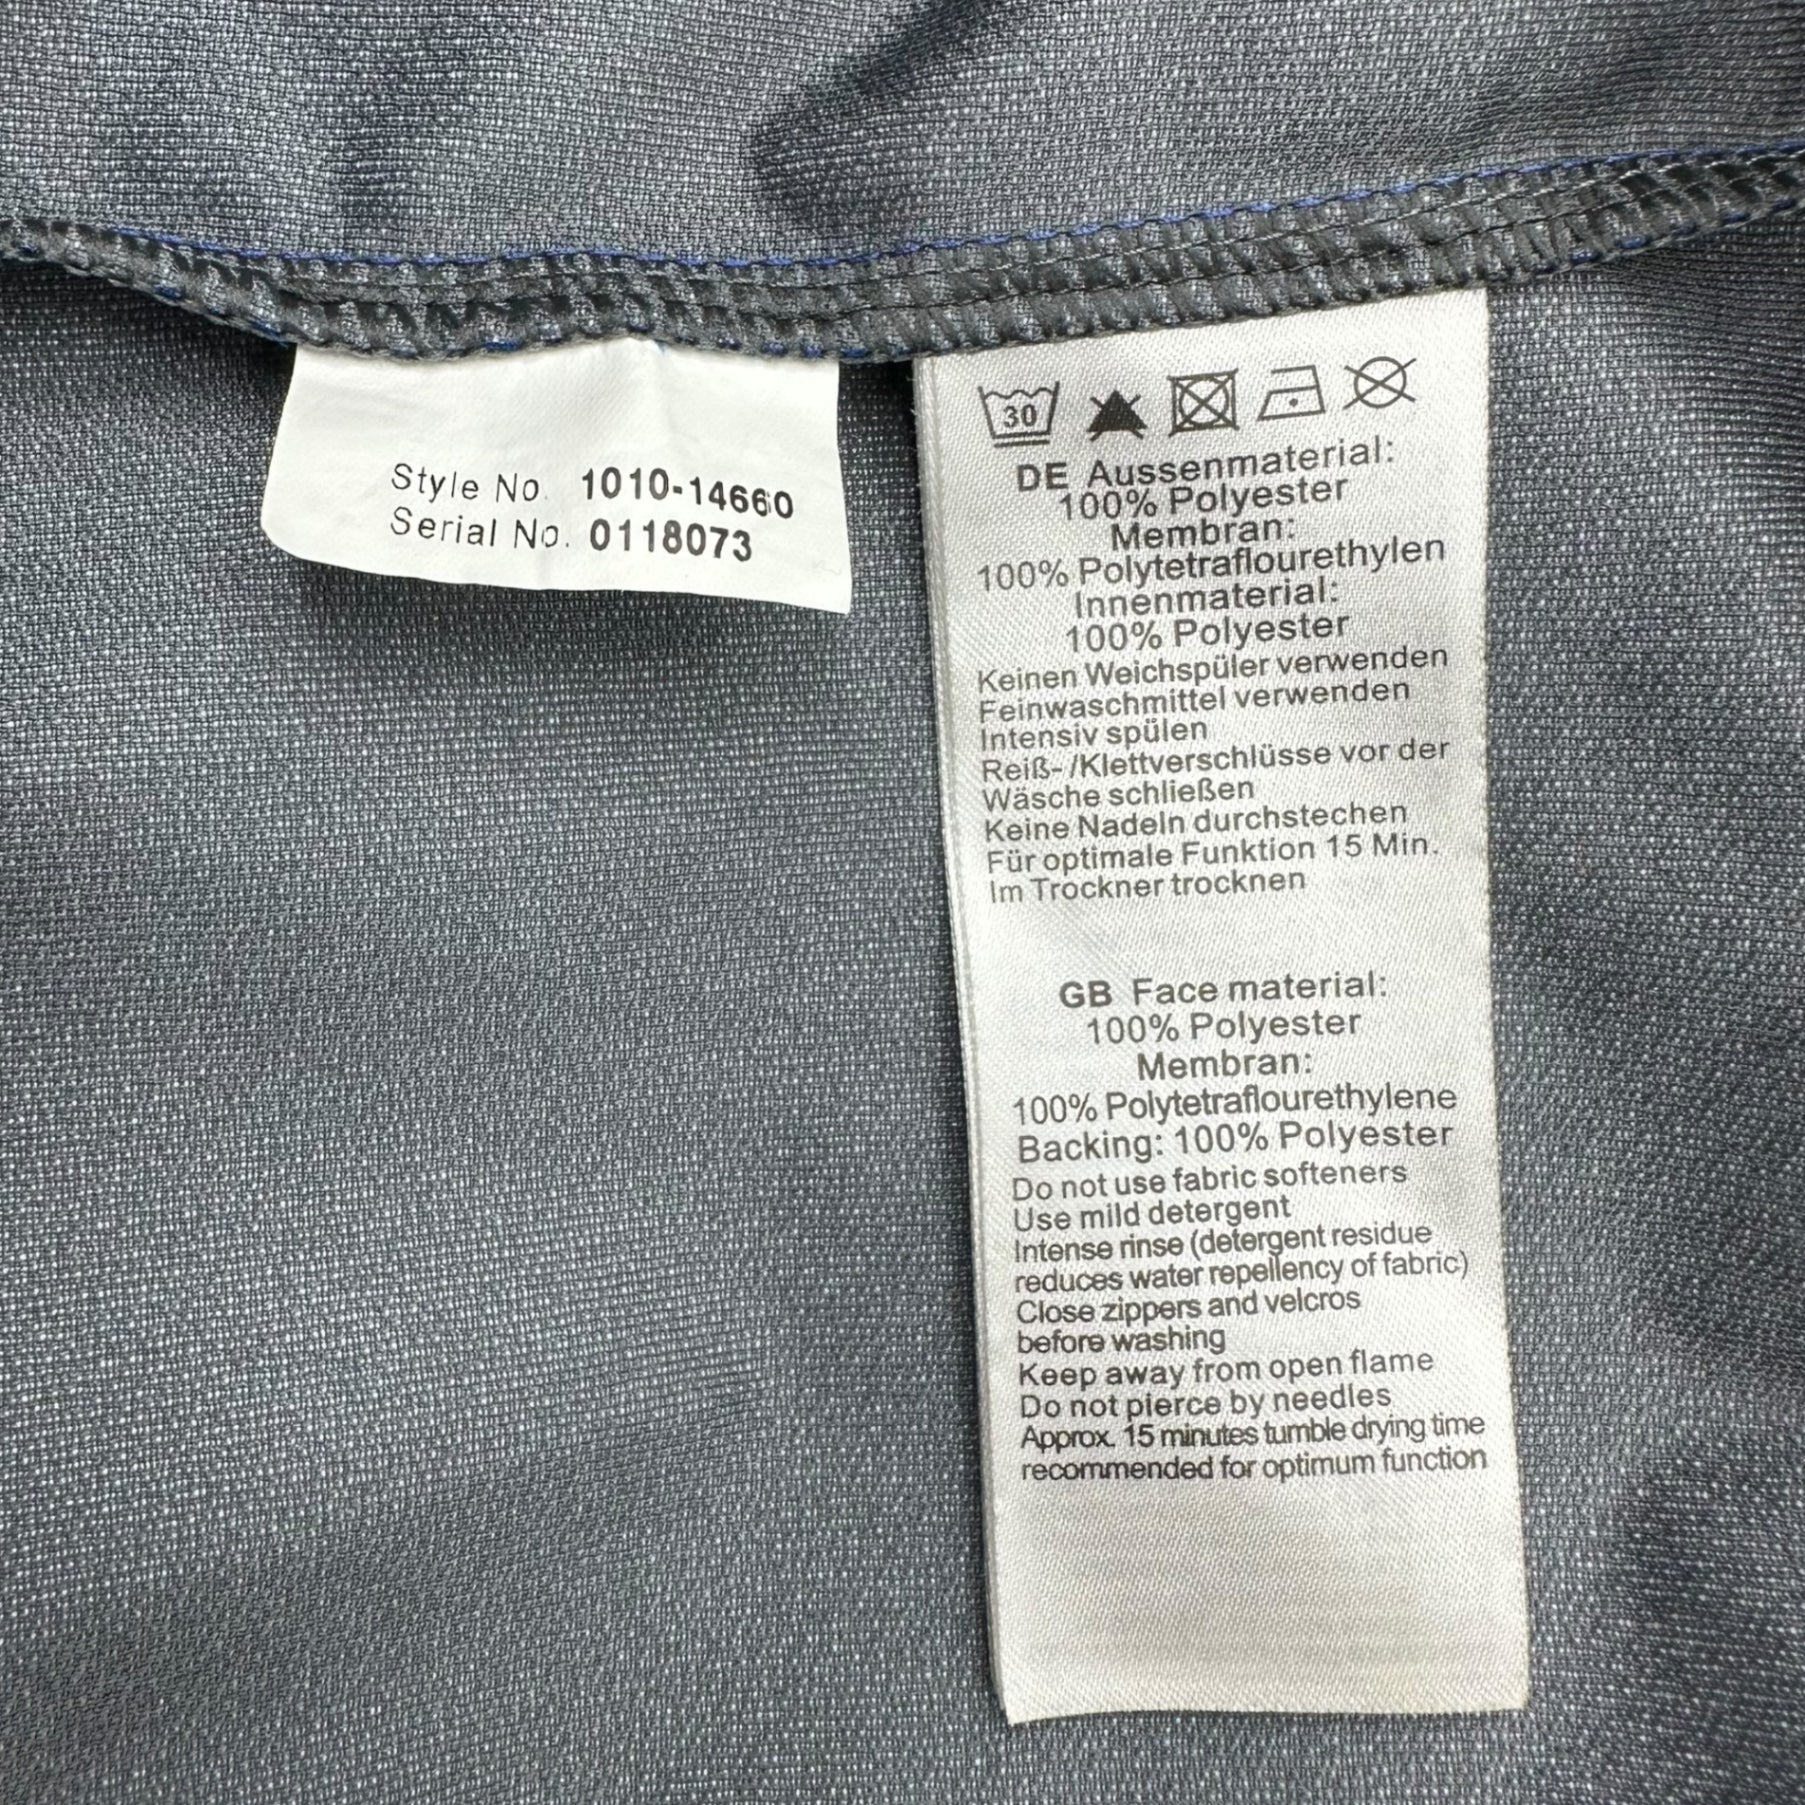 Style No. 1010-14660
Serial No. 0118073
30
DE Aussenmaterial:
100% Polyester
Membran:
100% Polytetraflourethylen
Innenmaterial:
100% Polyester
Keinen Weichspüler verwenden
Feinwaschmittel verwenden
Intensiv spülen
Reiß- /Klettverschlüsse vor der
Wäsche schließen
Keine Nadeln durchstechen
Für optimale Funktion 15 Min.
Im Trockner trocknen
GB Face material:
100% Polyester
Membran:
100% Polytetraflourethylene
Backing: 100% Polyester
Do not use fabric softeners
Use mild detergent
Intense rinse (detergent residue
reduces water repellency of fabric)
Close zippers and velcros
before washing
Keep away from open flame
Do not pierce by needles
Approx. 15 minutes tumble drying time
recommended for optimum function